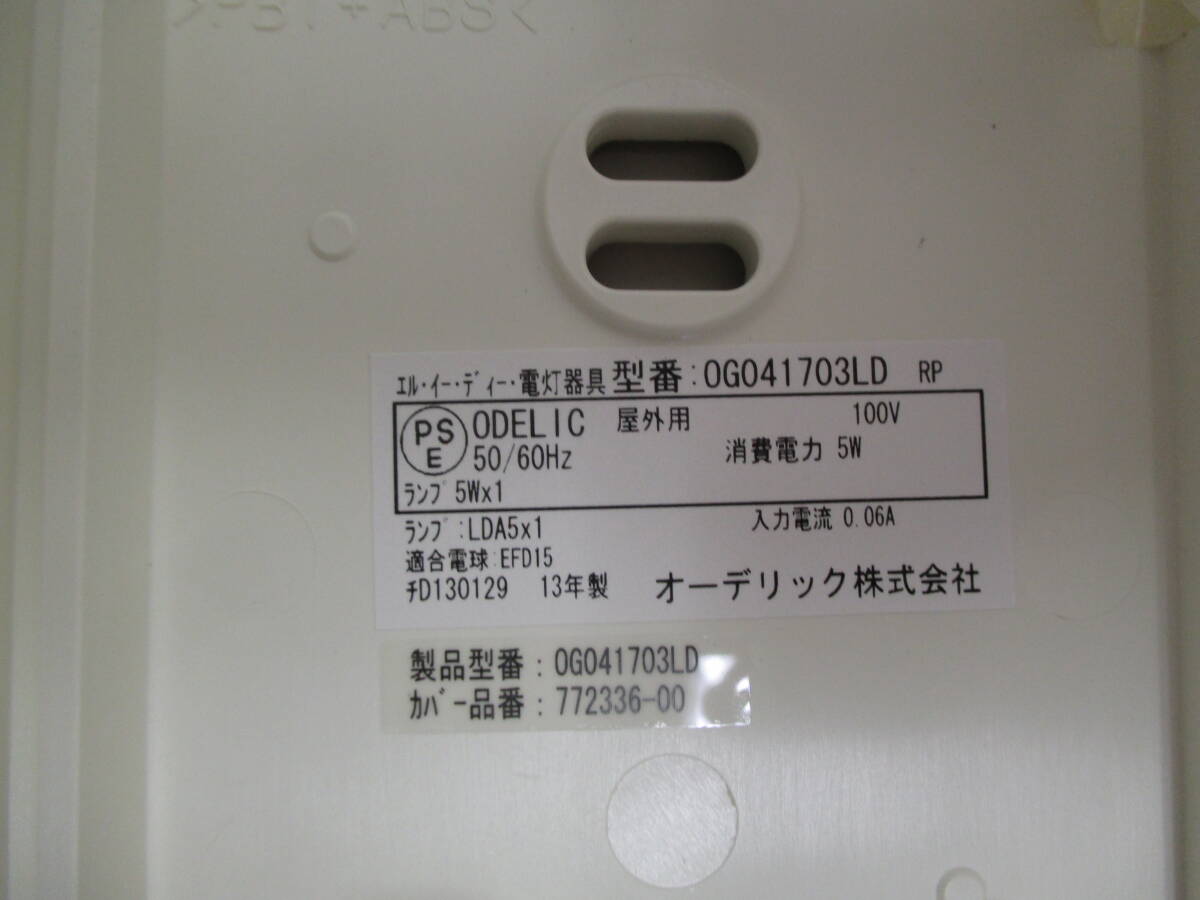 >PBT+ABS<
ｴﾙ・ｲｰ・ﾃﾞｨｰ・電灯器具 型番:OG041703LD RP
PS E ODELIC 屋外用 100V
50/60Hz 消費電力 5W
ﾗﾝﾌﾟ 5Wx1
ﾗﾝﾌﾟ:LDA5x1 入力電流 0.06A
適合電球:EFD15
ﾁD130129 13年製 オーデリック株式会社
製品型番:OG041703LD
ｶﾊﾞｰ品番:772336-00